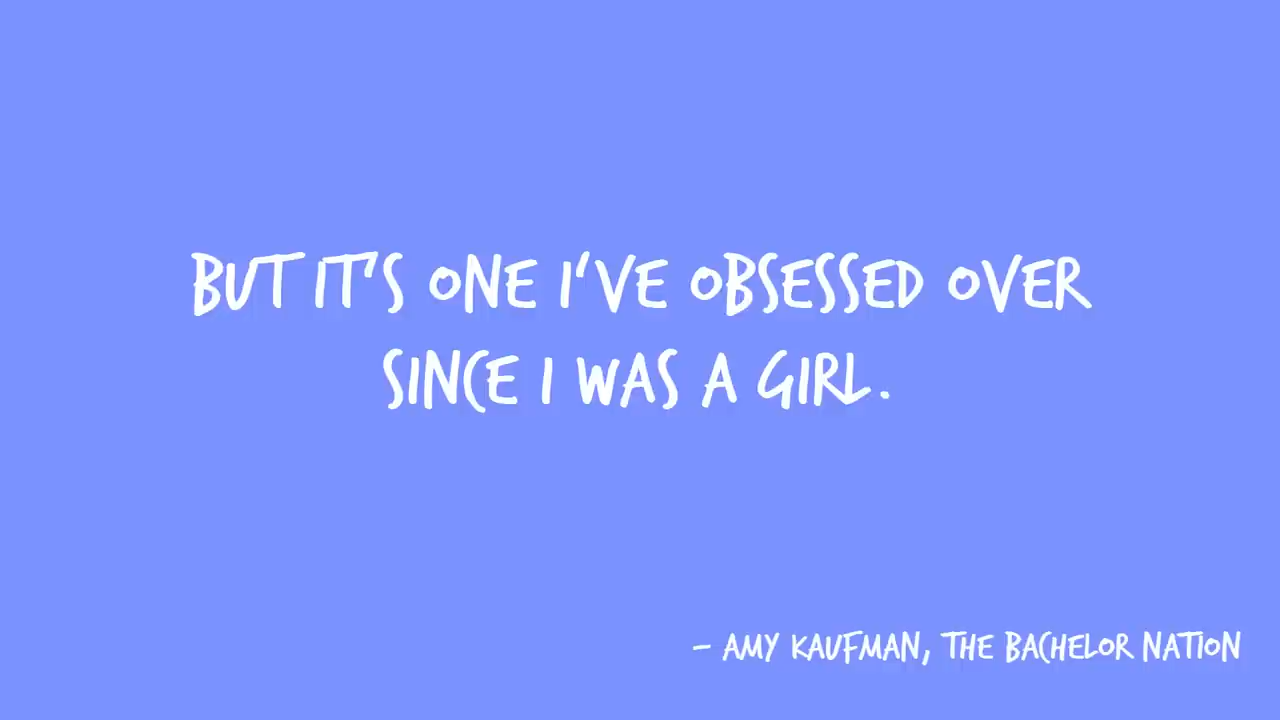 BUT IT'S ONE I'VE OBSESSED OVER
SINCE I WAS A GIRL.
- AMY KAUFMAN, THE BACHELOR NATION